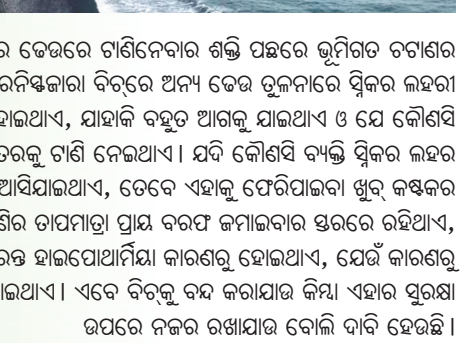 ର ଢେଉରେ ଟାଣିନେବାର ଶକ୍ତି ପଛରେ ଭୂମିଗତ ଚଟାଣର
ରନିସ୍ଫଜାରା ବିଚ୍‌ରେ ଅନ୍ୟ ଢେଉ ତୁଳନାରେ ସ୍ନିକର ଲହରୀ
ହାଇଥାଏ, ଯାହାକି ବହୁତ ଆଗକୁ ଯାଇଥାଏ ଓ ଯେ କୌଣସି
ତରକୁ ଟାଣି ନେଇଥାଏ। ଯଦି କୌଣସି ବ୍ୟକ୍ତି ସ୍ନିକର ଲହର
ଆସିଯାଇଥାଏ, ତେବେ ଏହାକୁ ଫେରିପାଇବା ଖୁବ୍ କଷ୍ଟକର
ଣିର ତାପମାତ୍ରା ପ୍ରାୟ ବରଫ ଜମାଇବାର ସ୍ତରରେ ରହିଥାଏ,
ରନ୍ତ ହାଇପୋଥାର୍ମିୟା କାରଣରୁ ହୋଇଥାଏ, ଯେଉଁ କାରଣରୁ
ାଇଥାଏ। ଏବେ ବିଚ୍‌କୁ ବନ୍ଦ କରାଯାଉ କିମ୍ବା ଏହାର ସୁରକ୍ଷା
ଉପରେ ନଜର ରଖାଯାଉ ବୋଲି ଦାବି ହେଉଛି।